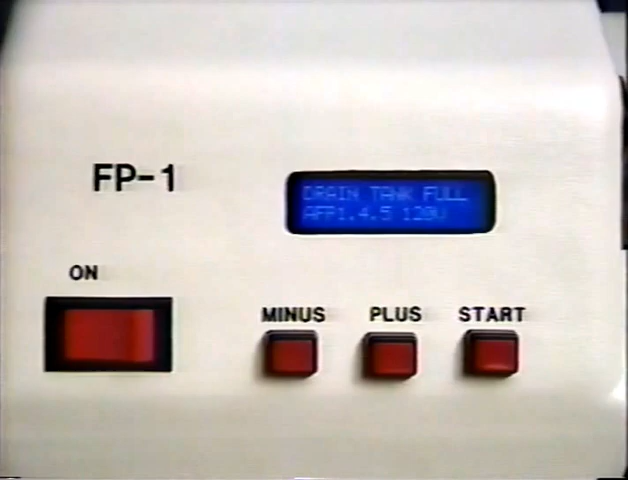 FP-1
DRAIN TANK FULL
AFP1.4.5 120V
ON
MINUS PLUS START